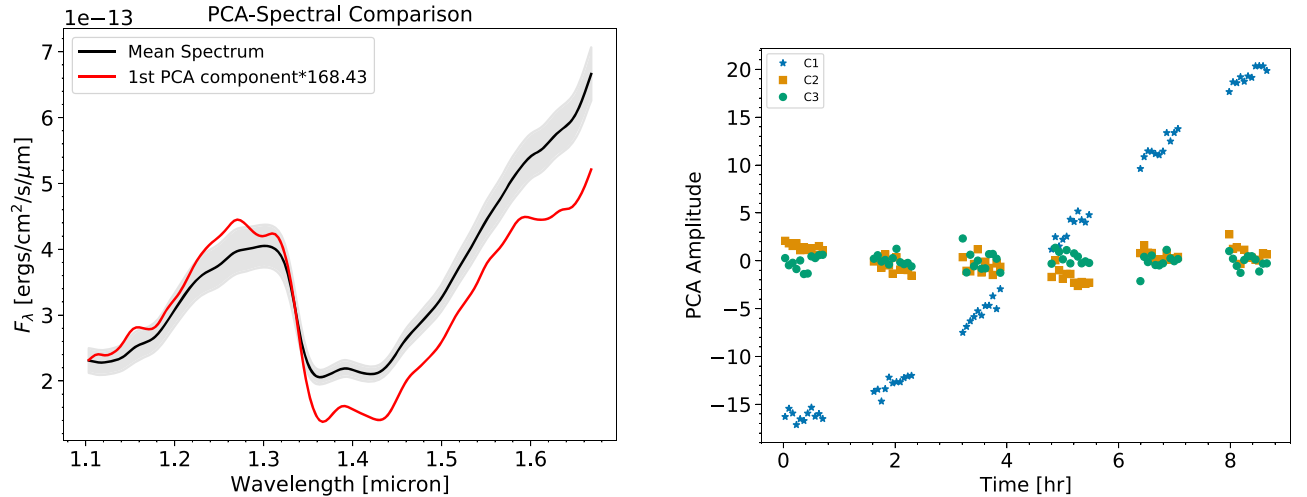 1e−13
PCA-Spectral Comparison
Mean Spectrum
1st PCA component*168.43
7
6
5
4
3
2
F_λ [ergs/cm²/s/μm]
1.1 1.2 1.3 1.4 1.5 1.6
Wavelength [micron]
C1
C2
C3
20
15
10
5
0
−5
−10
−15
PCA Amplitude
0 2 4 6 8
Time [hr]